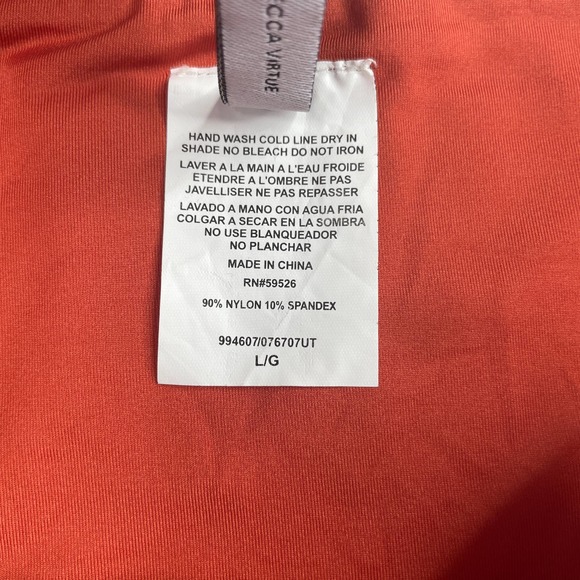 ECCA VIRTUE
HAND WASH COLD LINE DRY IN
SHADE NO BLEACH DO NOT IRON
LAVER A LA MAIN A L'EAU FROIDE
ETENDRE A L'OMBRE NE PAS
JAVELLISER NE PAS REPASSER
LAVADO A MANO CON AGUA FRIA
COLGAR A SECAR EN LA SOMBRA
NO USE BLANQUEADOR
NO PLANCHAR
MADE IN CHINA
RN#59526
90% NYLON 10% SPANDEX
994607/076707UT
L/G